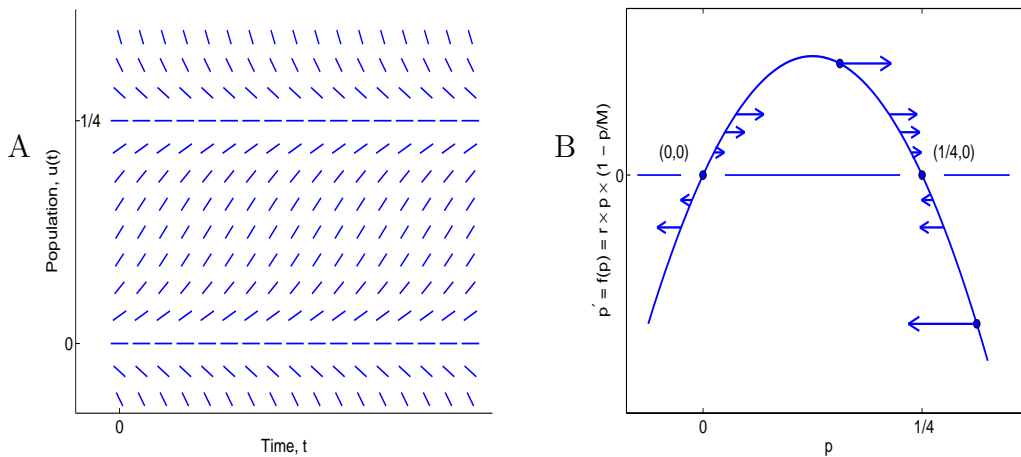 A
Population, u(t)
1/4
0
0
Time, t
B
p´ = f(p) = r × p × (1 − p/M)
0
(0,0)
(1/4,0)
0
1/4
p